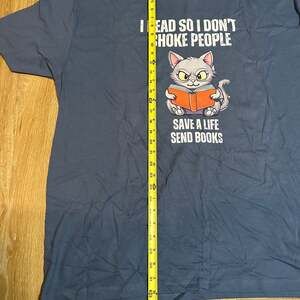 I READ SO I DON'T
CHOKE PEOPLE
SAVE A LIFE
SEND BOOKS